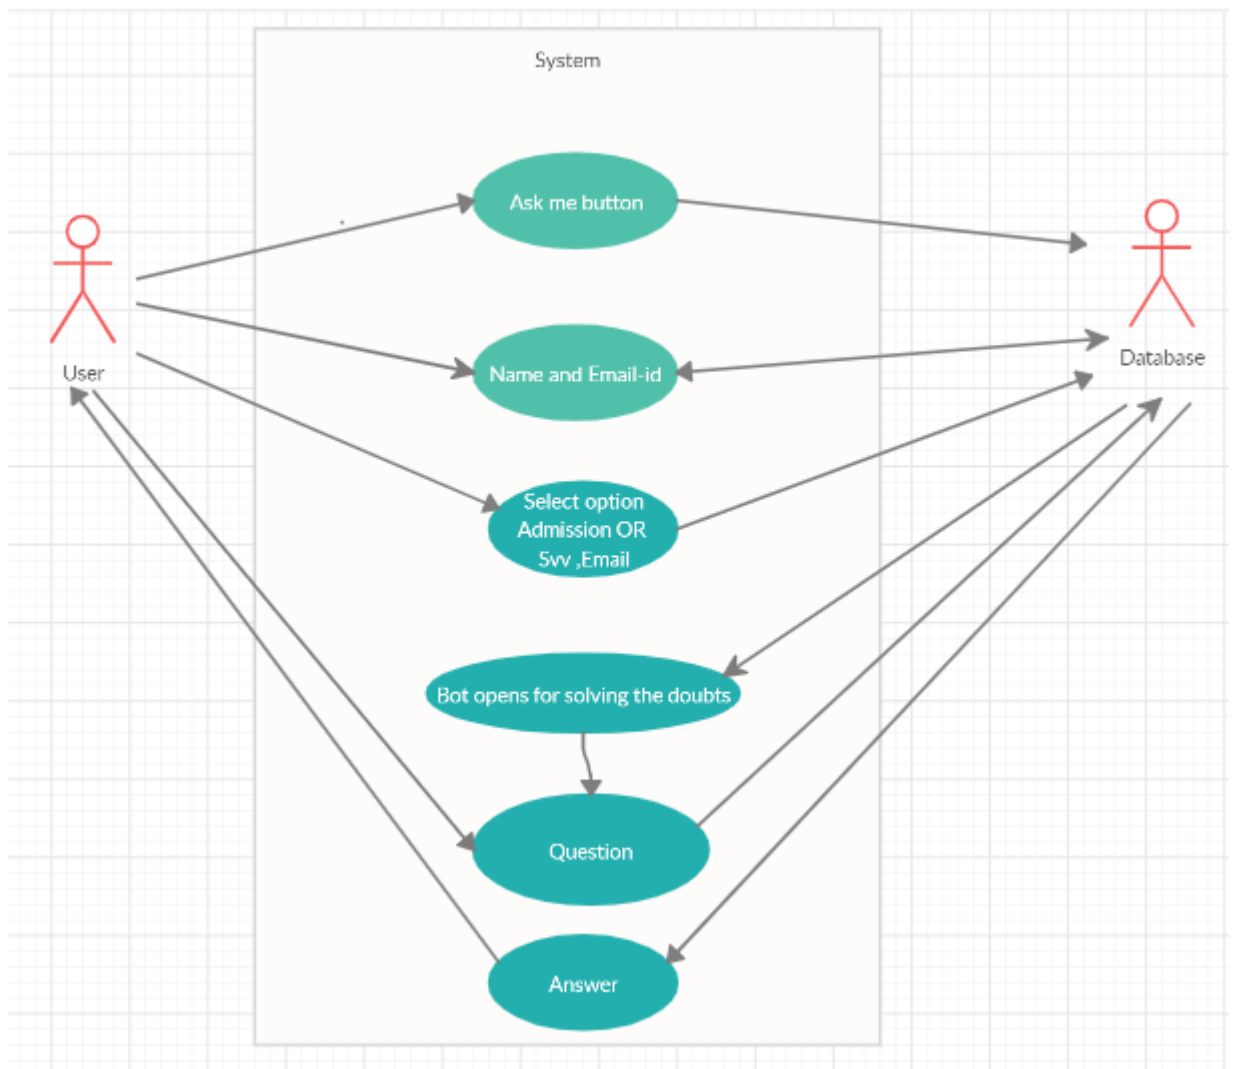 System
Ask me button
User
Name and Email-id
Database
Select option
Admission OR
Svv ,Email
Bot opens for solving the doubts
Question
Answer